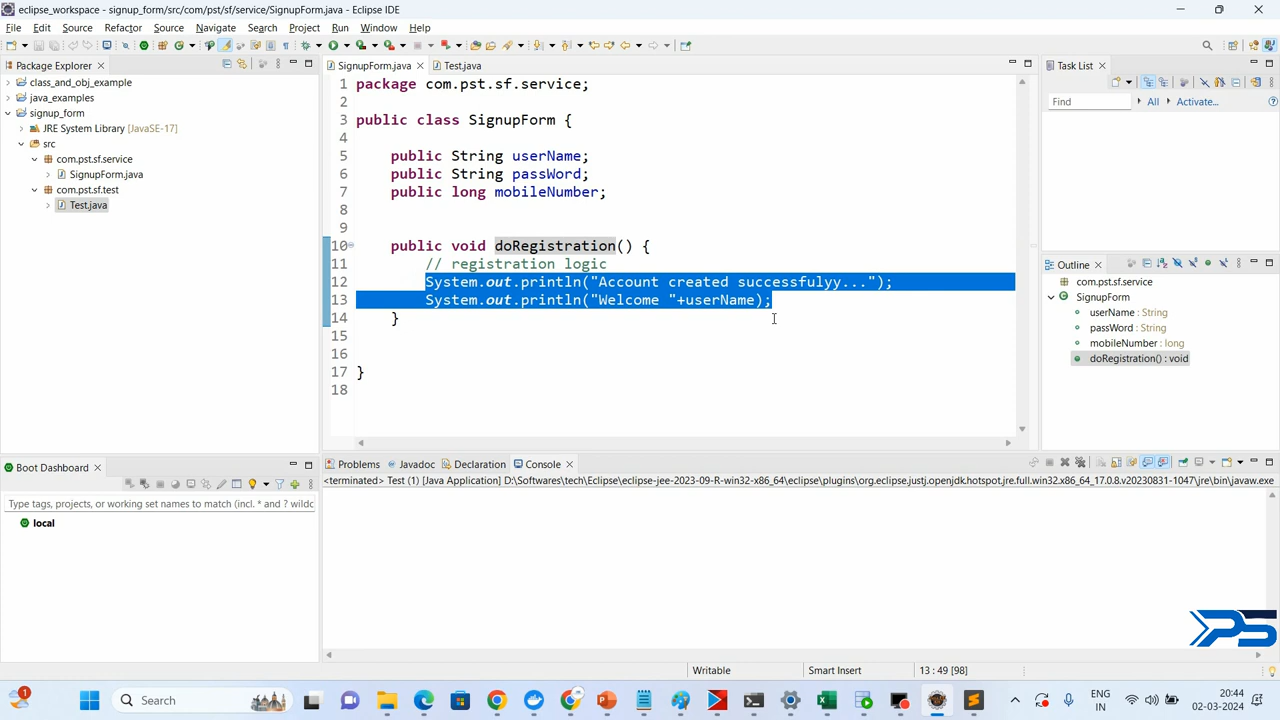 eclipse_workspace - signup_form/src/com/pst/sf/service/SignupForm.java - Eclipse IDE
File Edit Source Refactor Source Navigate Search Project Run Window Help
Package Explorer
class_and_obj_example
java_examples
signup_form
JRE System Library [JavaSE-17]
src
com.pst.sf.service
SignupForm.java
com.pst.sf.test
Test.java
SignupForm.java Test.java
1 package com.pst.sf.service;
2
3 public class SignupForm {
4
5 public String userName;
6 public String passWord;
7 public long mobileNumber;
8
9
10 public void doRegistration() {
11 // registration logic
12 System.out.println("Account created successfulyy...");
13 System.out.println("Welcome "+userName);
14 }
15
16
17 }
18
Task List
Find All Activate...
Outline
com.pst.sf.service
SignupForm
userName : String
passWord : String
mobileNumber : long
doRegistration() : void
Boot Dashboard
Type tags, projects, or working set names to match (incl. * and ? wildc
local
Problems Javadoc Declaration Console
<terminated> Test (1) [Java Application] D:\Softwares\tech\Eclipse\eclipse-jee-2023-09-R-win32-x86_64\eclipse\plugins\org.eclipse.justj.openjdk.hotspot.jre.full.win32.x86_64_17.0.8.v20230831-1047\jre\bin\javaw.exe
PS
Writable Smart Insert 13 : 49 [98]
1
Search
ENG
IN
20:44
02-03-2024